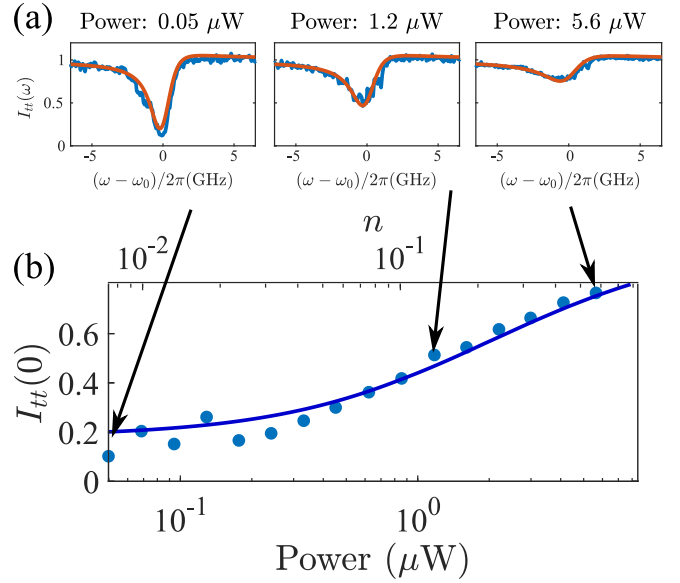 (a)
Power: 0.05 μW
Power: 1.2 μW
Power: 5.6 μW
I_tt(ω)
1
0.5
0
-5 0 5
-5 0 5
-5 0 5
(ω − ω₀)/2π(GHz)
(ω − ω₀)/2π(GHz)
(ω − ω₀)/2π(GHz)
(b)
n
10⁻² 10⁻¹
I_tt(0)
0.6
0.4
0.2
0
10⁻¹ 10⁰
Power (μW)